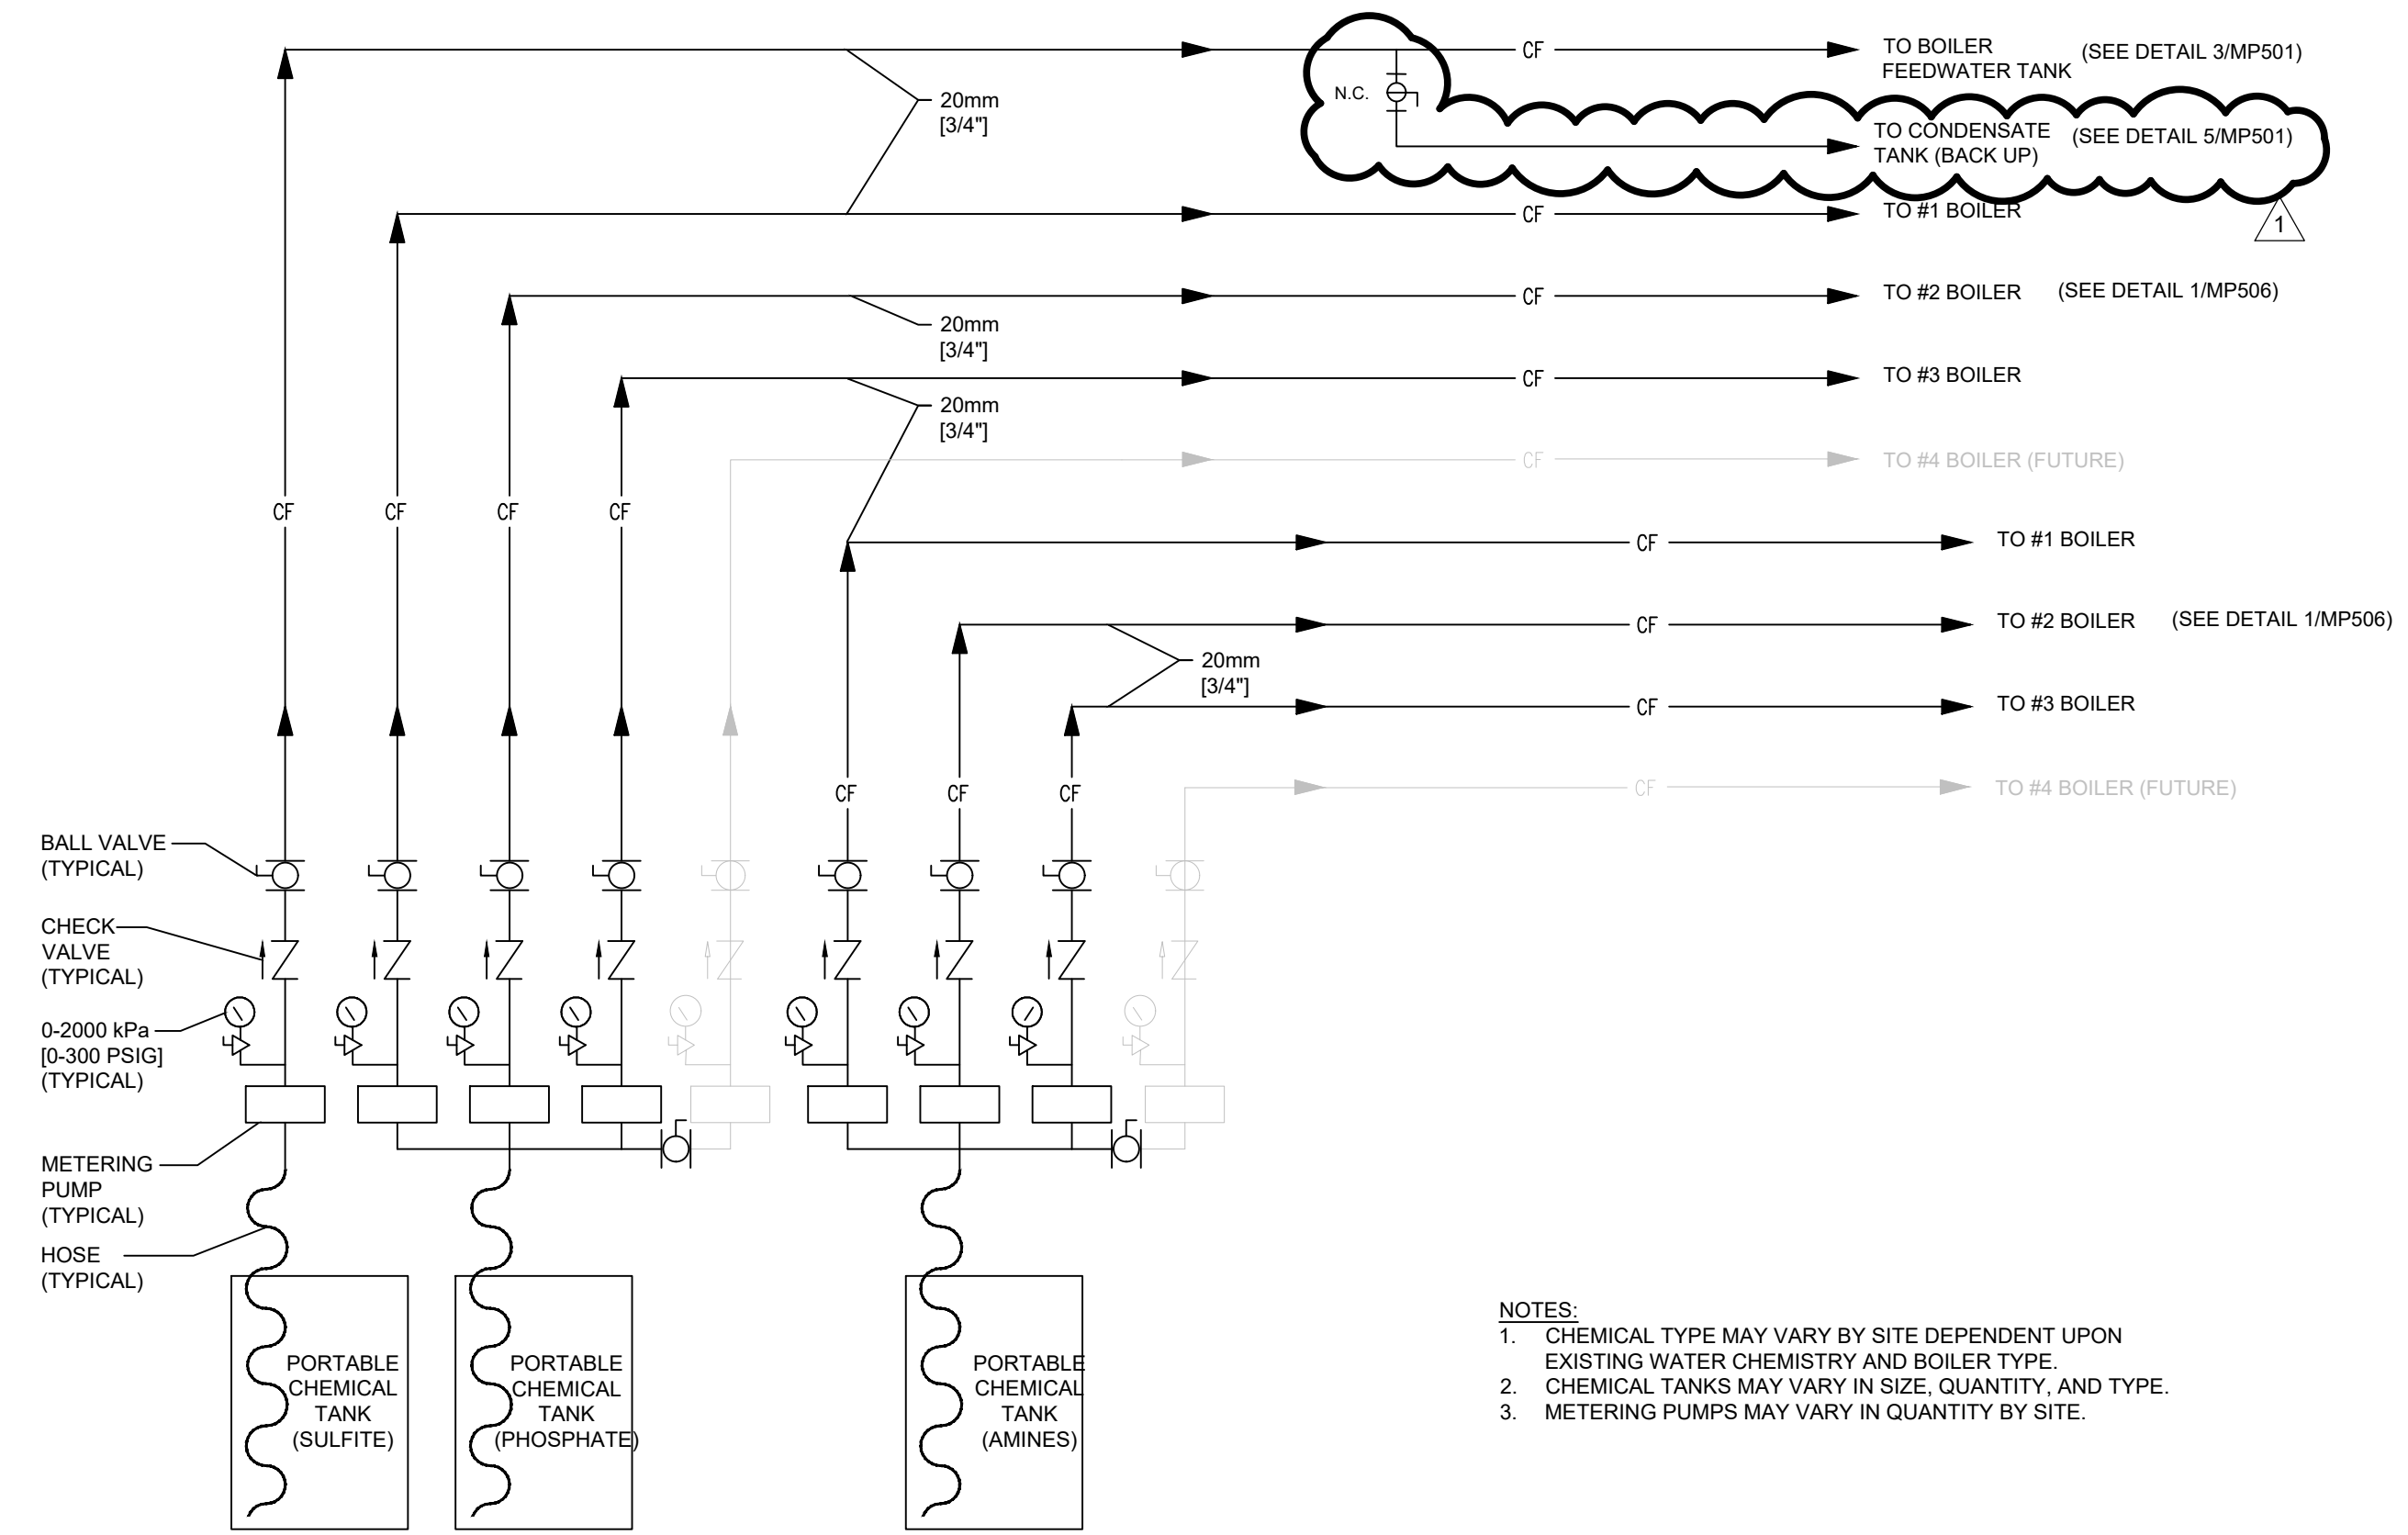 CF
TO BOILER
FEEDWATER TANK
(SEE DETAIL 3/MP501)
20mm
[3/4"]
N.C.
TO CONDENSATE
TANK (BACK UP)
(SEE DETAIL 5/MP501)
CF
TO #1 BOILER
1
CF
TO #2 BOILER
(SEE DETAIL 1/MP506)
20mm
[3/4"]
CF
TO #3 BOILER
20mm
[3/4"]
CF
TO #4 BOILER (FUTURE)
CF
CF
CF
CF
CF
TO #1 BOILER
CF
TO #2 BOILER
(SEE DETAIL 1/MP506)
20mm
[3/4"]
CF
TO #3 BOILER
CF
TO #4 BOILER (FUTURE)
CF
CF
CF
BALL VALVE
(TYPICAL)
CHECK
VALVE
(TYPICAL)
0-2000 kPa
[0-300 PSIG]
(TYPICAL)
METERING
PUMP
(TYPICAL)
HOSE
(TYPICAL)
PORTABLE
CHEMICAL
TANK
(SULFITE)
PORTABLE
CHEMICAL
TANK
(PHOSPHATE)
PORTABLE
CHEMICAL
TANK
(AMINES)
NOTES:
1. CHEMICAL TYPE MAY VARY BY SITE DEPENDENT UPON
EXISTING WATER CHEMISTRY AND BOILER TYPE.
2. CHEMICAL TANKS MAY VARY IN SIZE, QUANTITY, AND TYPE.
3. METERING PUMPS MAY VARY IN QUANTITY BY SITE.